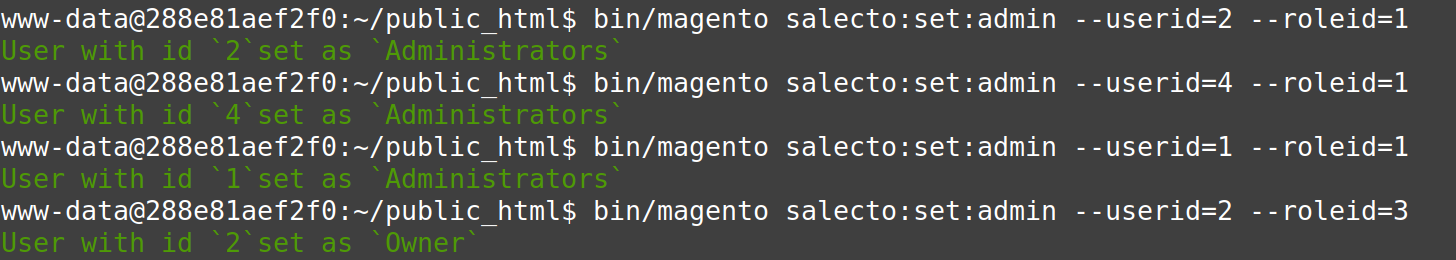 www-data@288e81aef2f0:~/public_html$ bin/magento salecto:set:admin --userid=2 --roleid=1
User with id `2`set as `Administrators`
www-data@288e81aef2f0:~/public_html$ bin/magento salecto:set:admin --userid=4 --roleid=1
User with id `4`set as `Administrators`
www-data@288e81aef2f0:~/public_html$ bin/magento salecto:set:admin --userid=1 --roleid=1
User with id `1`set as `Administrators`
www-data@288e81aef2f0:~/public_html$ bin/magento salecto:set:admin --userid=2 --roleid=3
User with id `2`set as `Owner`